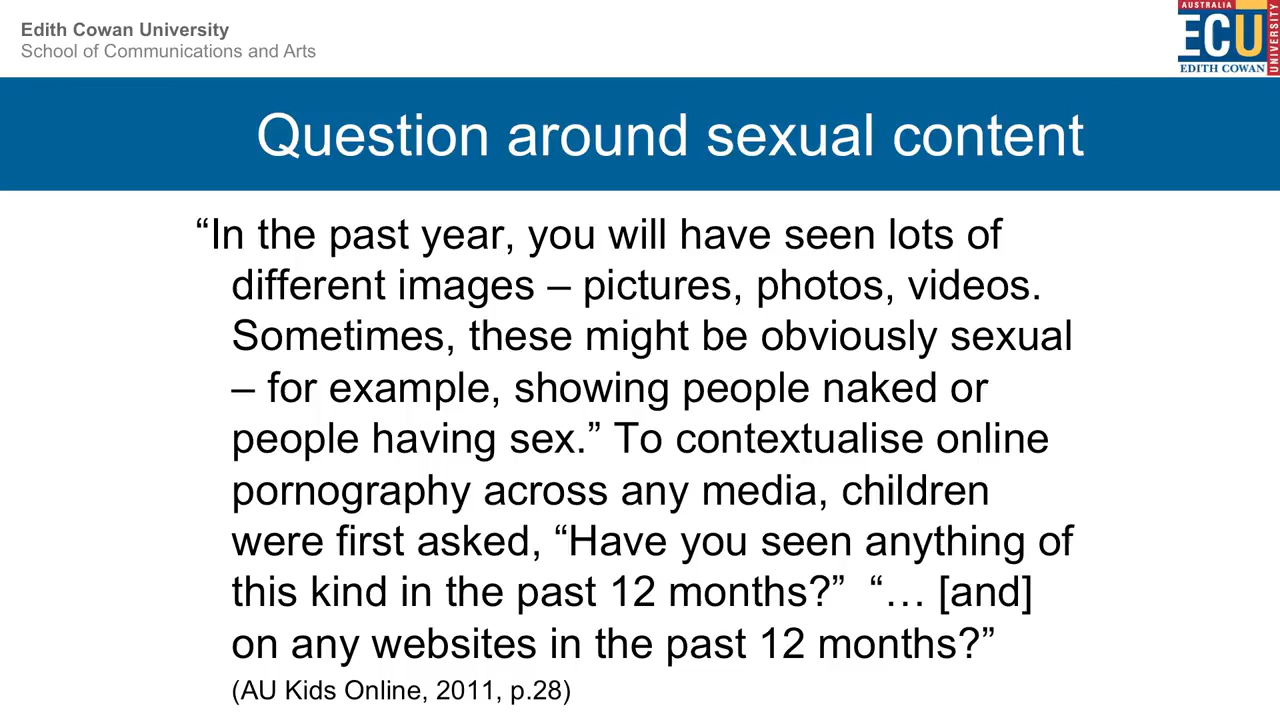 Edith Cowan University
School of Communications and Arts
AUSTRALIA
ECU
EDITH COWAN
UNIVERSITY
Question around sexual content
“In the past year, you will have seen lots of
different images – pictures, photos, videos.
Sometimes, these might be obviously sexual
– for example, showing people naked or
people having sex.” To contextualise online
pornography across any media, children
were first asked, “Have you seen anything of
this kind in the past 12 months?”  “… [and]
on any websites in the past 12 months?”
(AU Kids Online, 2011, p.28)